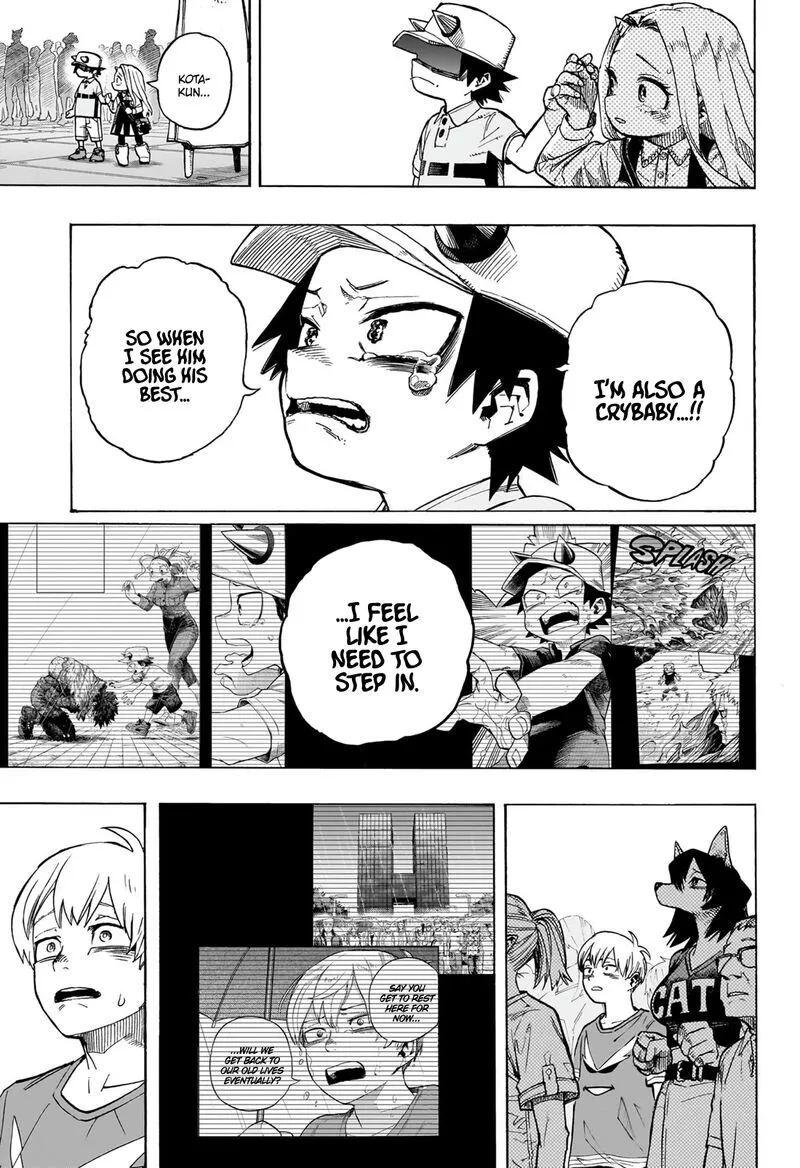 KOTA-
KUN...
I'M ALSO A
CRYBABY...!!
SO WHEN
I SEE HIM
DOING HIS
BEST...
SPLASH
...I FEEL
LIKE I
NEED TO
STEP IN.
CAT
SAY YOU
GET TO REST
HERE FOR
NOW...
...WILL WE
GET BACK TO
OUR OLD LIVES
EVENTUALLY?